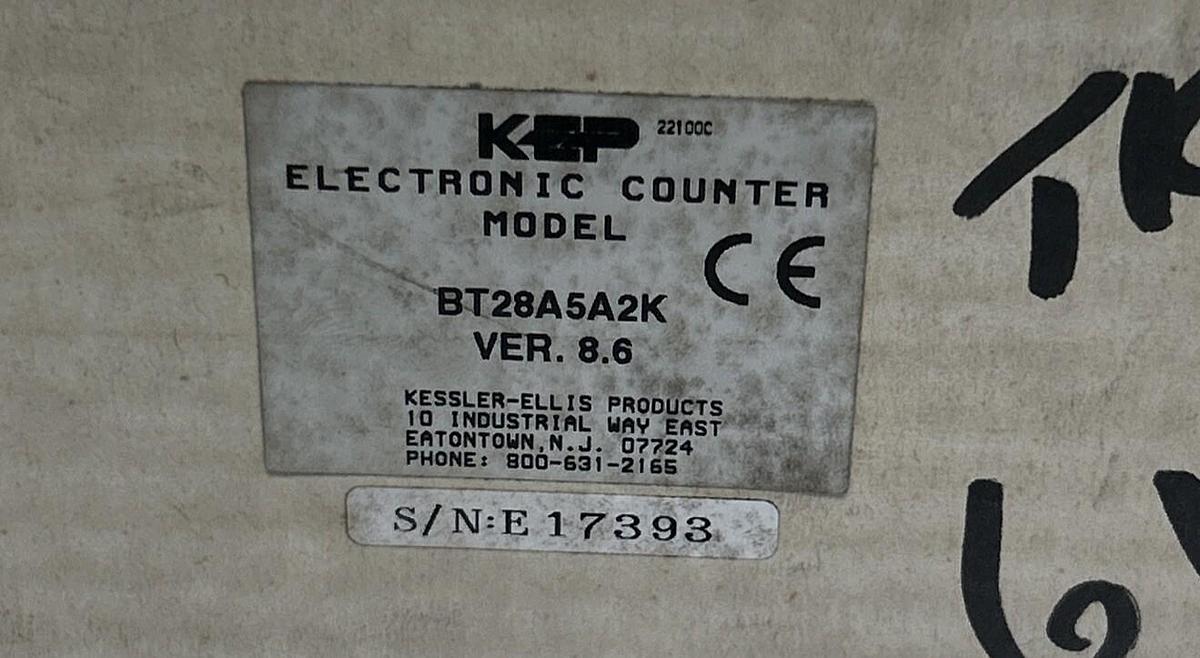 KEP 22100C
ELECTRONIC COUNTER
MODEL
CE
BT28A5A2K
VER. 8.6
KESSLER-ELLIS PRODUCTS
10 INDUSTRIAL WAY EAST
EATONTOWN, N.J. 07724
PHONE: 800-631-2165
S/N:E 17393